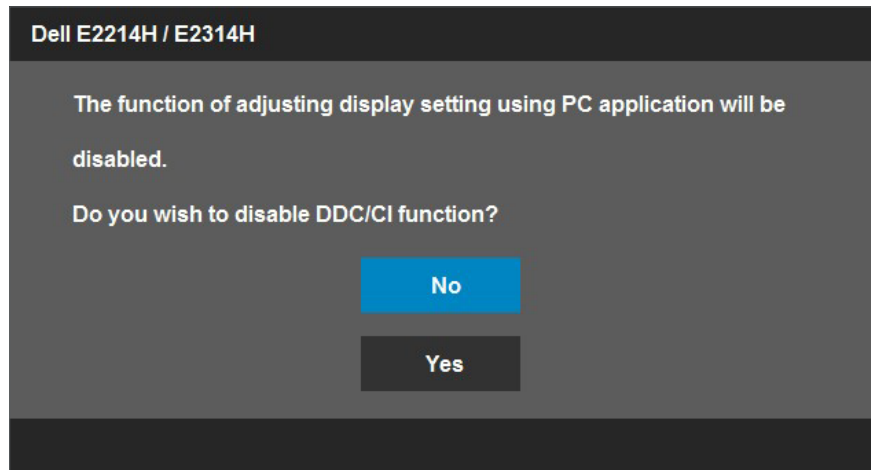 Dell E2214H / E2314H
The function of adjusting display setting using PC application will be
disabled.
Do you wish to disable DDC/CI function?
No
Yes